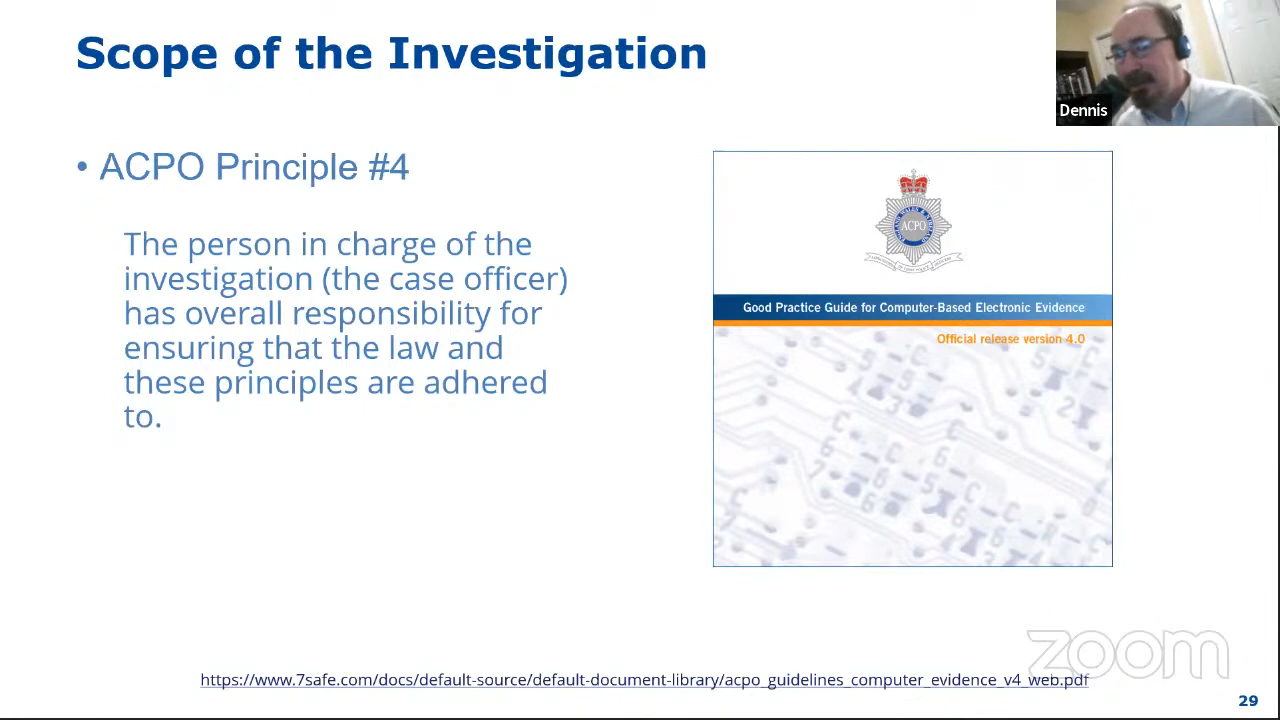 Scope of the Investigation
Dennis
• ACPO Principle #4
The person in charge of the
investigation (the case officer)
has overall responsibility for
ensuring that the law and
these principles are adhered
to.
ACPO
Good Practice Guide for Computer-Based Electronic Evidence
Official release version 4.0
zoom
https://www.7safe.com/docs/default-source/default-document-library/acpo_guidelines_computer_evidence_v4_web.pdf
29